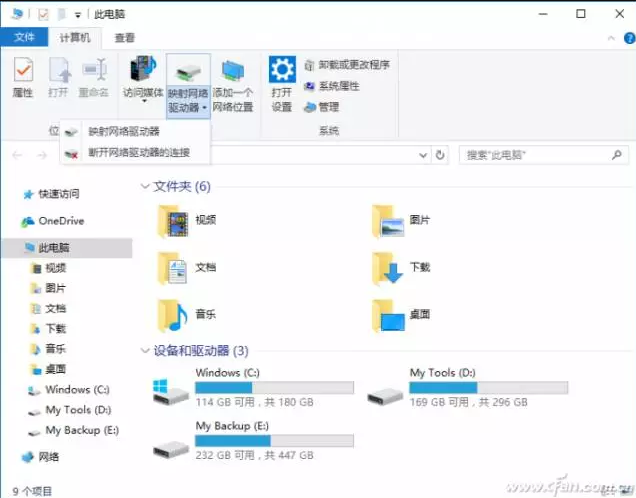 此电脑
文件 计算机 查看
属性 打开 重命名 访问媒体 映射网络驱动器 添加一个网络位置 打开设置 卸载或更改程序
系统属性
管理
位
系统
映射网络驱动器
断开网络驱动器的连接
搜索"此电脑"
快速访问
OneDrive
此电脑
视频
图片
文档
下载
音乐
桌面
Windows (C:)
My Tools (D:)
My Backup (E:)
网络
文件夹 (6)
视频
图片
文档
下载
音乐
桌面
设备和驱动器 (3)
Windows (C:)
114 GB 可用，共 180 GB
My Tools (D:)
169 GB 可用，共 296 GB
My Backup (E:)
232 GB 可用，共 447 GB
9 个项目
www.cfan.com.cn